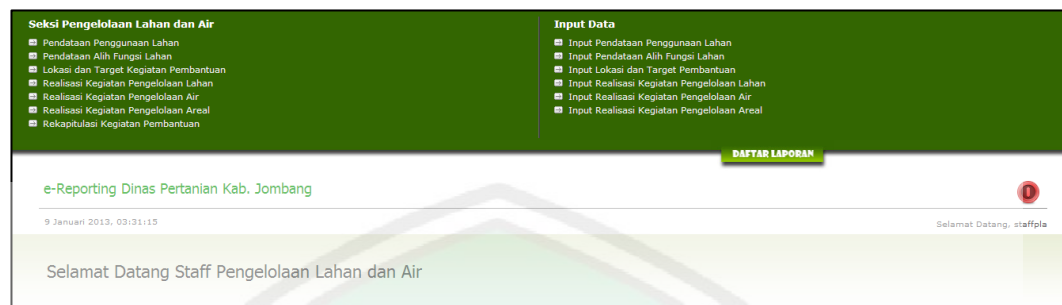 Seksi Pengelolaan Lahan dan Air
Pendataan Penggunaan Lahan
Pendataan Alih Fungsi Lahan
Lokasi dan Target Kegiatan Pembantuan
Realisasi Kegiatan Pengelolaan Lahan
Realisasi Kegiatan Pengelolaan Air
Realisasi Kegiatan Pengelolaan Areal
Rekapitulasi Kegiatan Pembantuan
Input Data
Input Pendataan Penggunaan Lahan
Input Pendataan Alih Fungsi Lahan
Input Lokasi dan Target Pembantuan
Input Realisasi Kegiatan Pengelolaan Lahan
Input Realisasi Kegiatan Pengelolaan Air
Input Realisasi Kegiatan Pengelolaan Areal
DAFTAR LAPORAN
e-Reporting Dinas Pertanian Kab. Jombang
9 Januari 2013, 03:31:15
Selamat Datang, staffpla
Selamat Datang Staff Pengelolaan Lahan dan Air